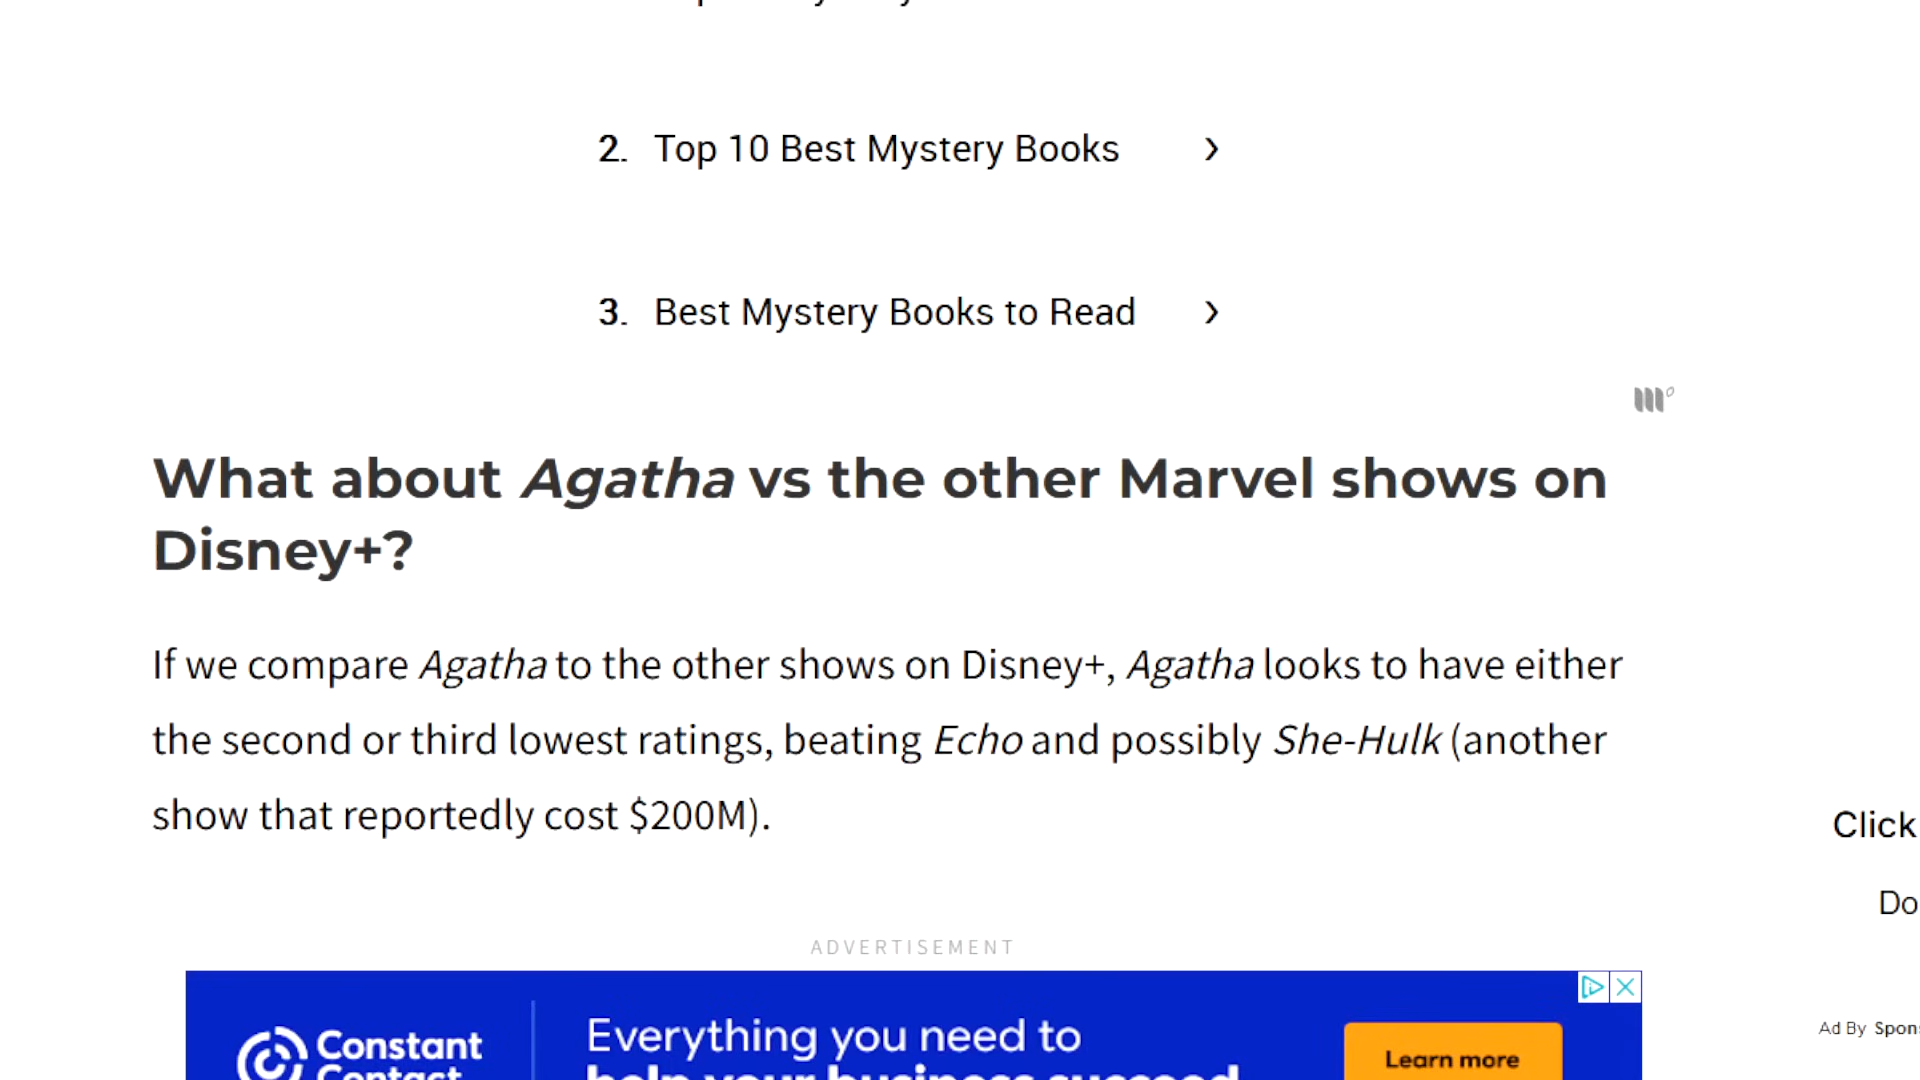 2. Top 10 Best Mystery Books
3. Best Mystery Books to Read
What about Agatha vs the other Marvel shows on
Disney+?
If we compare Agatha to the other shows on Disney+, Agatha looks to have either
the second or third lowest ratings, beating Echo and possibly She-Hulk (another
show that reportedly cost $200M).
Click
Do
ADVERTISEMENT
Constant
Contact
Everything you need to
help your business succeed
Learn more
Ad By Spons